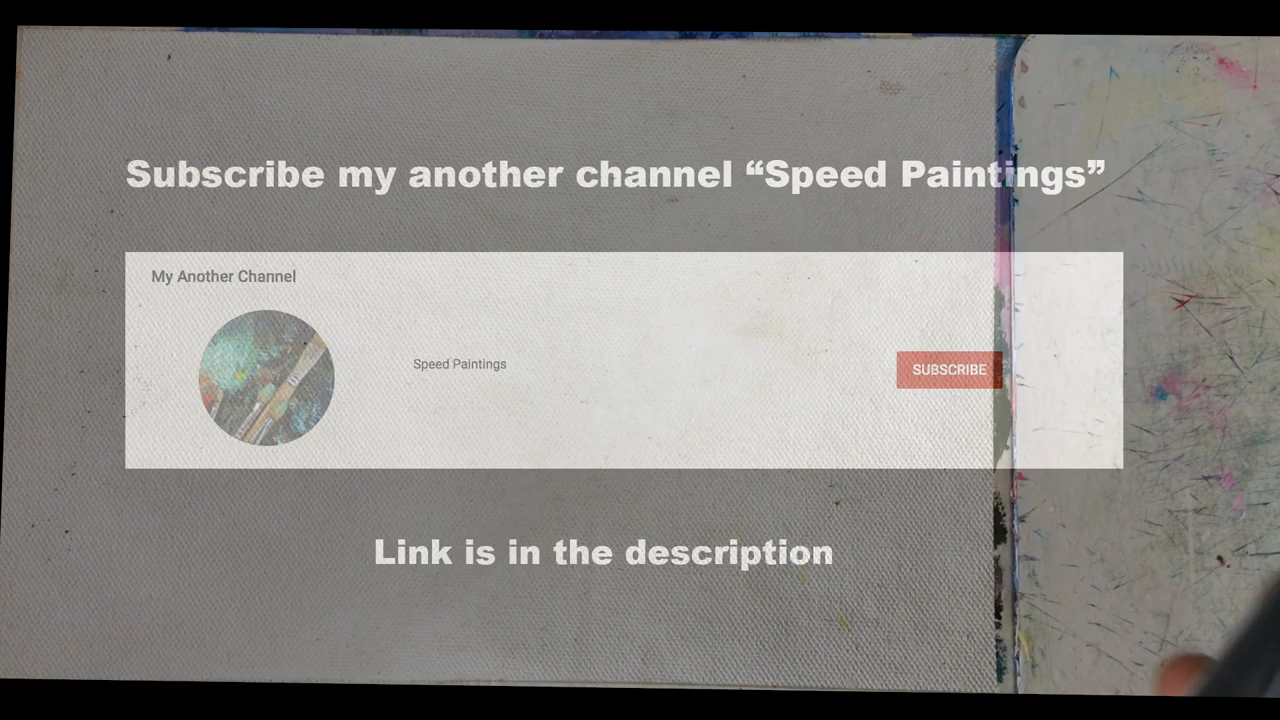 Subscribe my another channel “Speed Paintings”
My Another Channel
Speed Paintings
SUBSCRIBE
Link is in the description